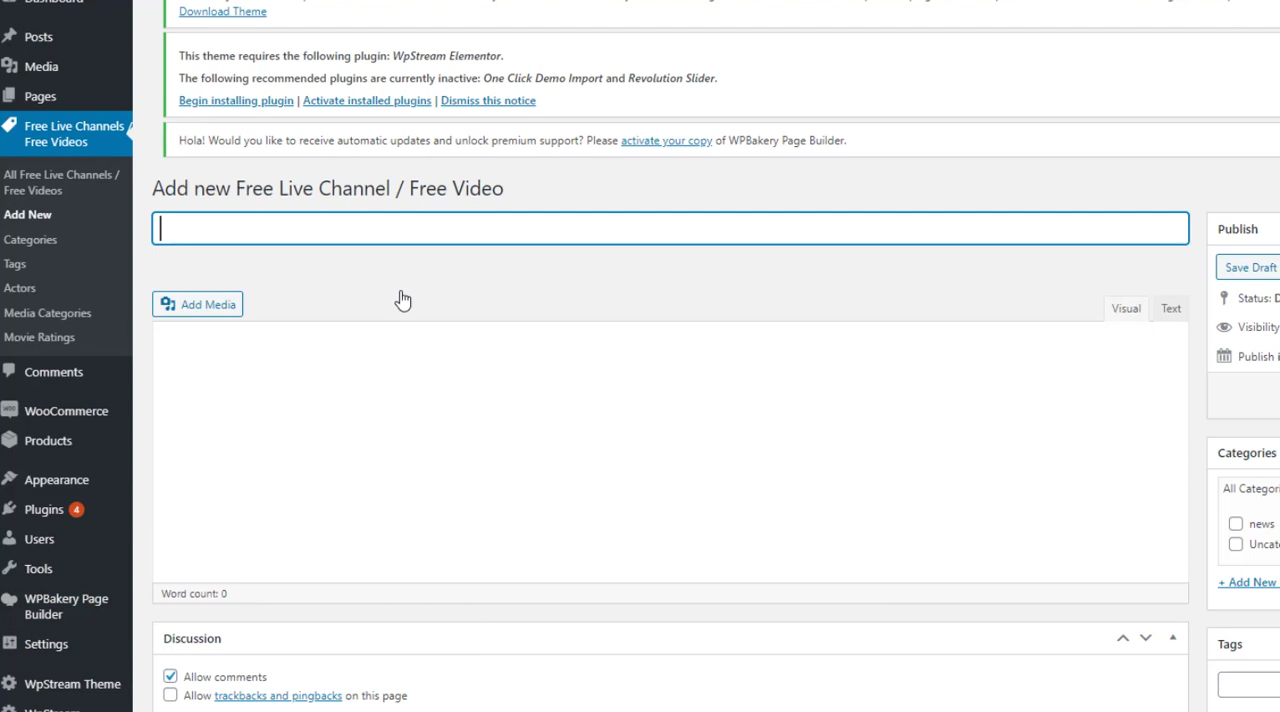 Download Theme
Posts
Media
Pages
Free Live Channels /
Free Videos
All Free Live Channels /
Free Videos
Add New
Categories
Tags
Actors
Media Categories
Movie Ratings
Comments
WooCommerce
Products
Appearance
Plugins 4
Users
Tools
WPBakery Page
Builder
Settings
WpStream Theme
This theme requires the following plugin: WpStream Elementor.
The following recommended plugins are currently inactive: One Click Demo Import and Revolution Slider.
Begin installing plugin | Activate installed plugins | Dismiss this notice
Hola! Would you like to receive automatic updates and unlock premium support? Please activate your copy of WPBakery Page Builder.
Add new Free Live Channel / Free Video
Add Media
Visual Text
Word count: 0
Discussion
Allow comments
Allow trackbacks and pingbacks on this page
Publish
Save Draft
Status: D
Visibility
Publish i
Categories
All Categori
news
Uncate
+ Add New
Tags